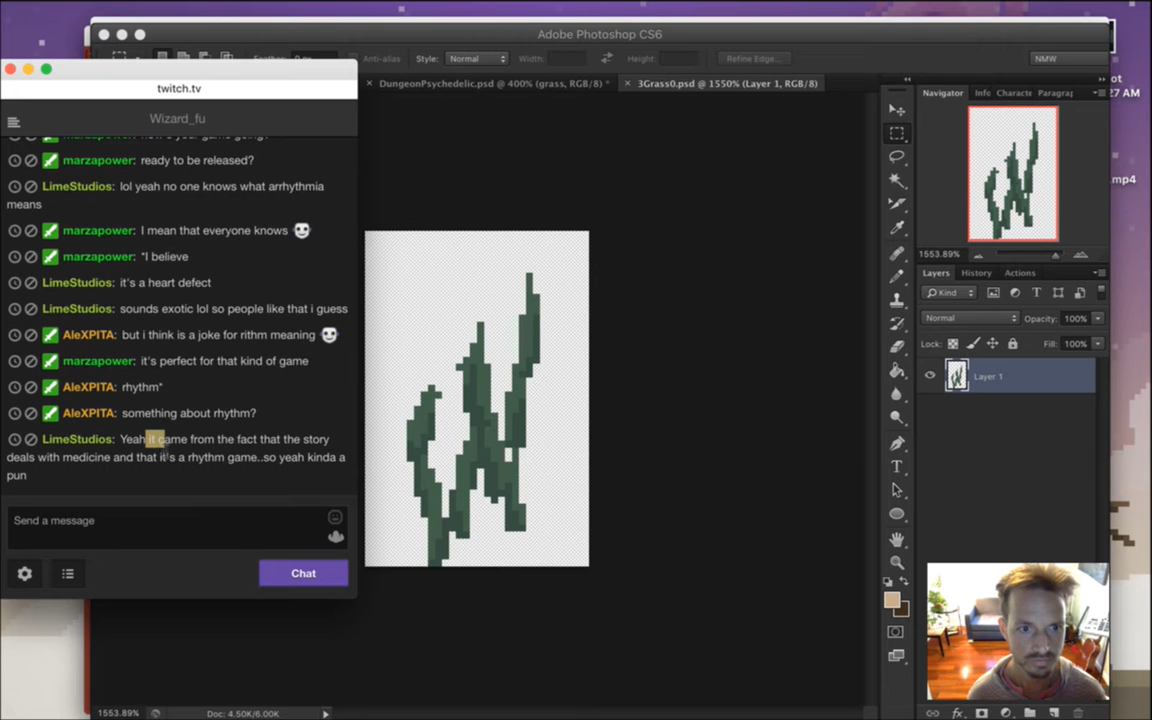 Adobe Photoshop CS6
Anti-alias
Style:
Normal
Width:
Height:
Refine Edge...
NMW
twitch.tv
DungeonPsychedelic.psd @ 400% (grass, RGB/8) *
3Grass0.psd @ 1550% (Layer 1, RGB/8)
Wizard_fu
marzapower: ready to be released?
LimeStudios: lol yeah no one knows what arrhythmia
means
marzapower: I mean that everyone knows
marzapower: *I believe
LimeStudios: it's a heart defect
LimeStudios: sounds exotic lol so people like that i guess
AleXPITA: but i think is a joke for rithm meaning
marzapower: it's perfect for that kind of game
AleXPITA: rhythm*
AleXPITA: something about rhythm?
LimeStudios: Yeah it came from the fact that the story
deals with medicine and that it's a rhythm game..so yeah kinda a
pun
Send a message
Chat
1553.89%
Doc: 4.50K/6.00K
Navigator
Info
Characte
Paragra
27 AM
.mp4
1553.89%
Layers
History
Actions
Kind
Normal
Opacity: 100%
Lock:
Fill: 100%
Layer 1